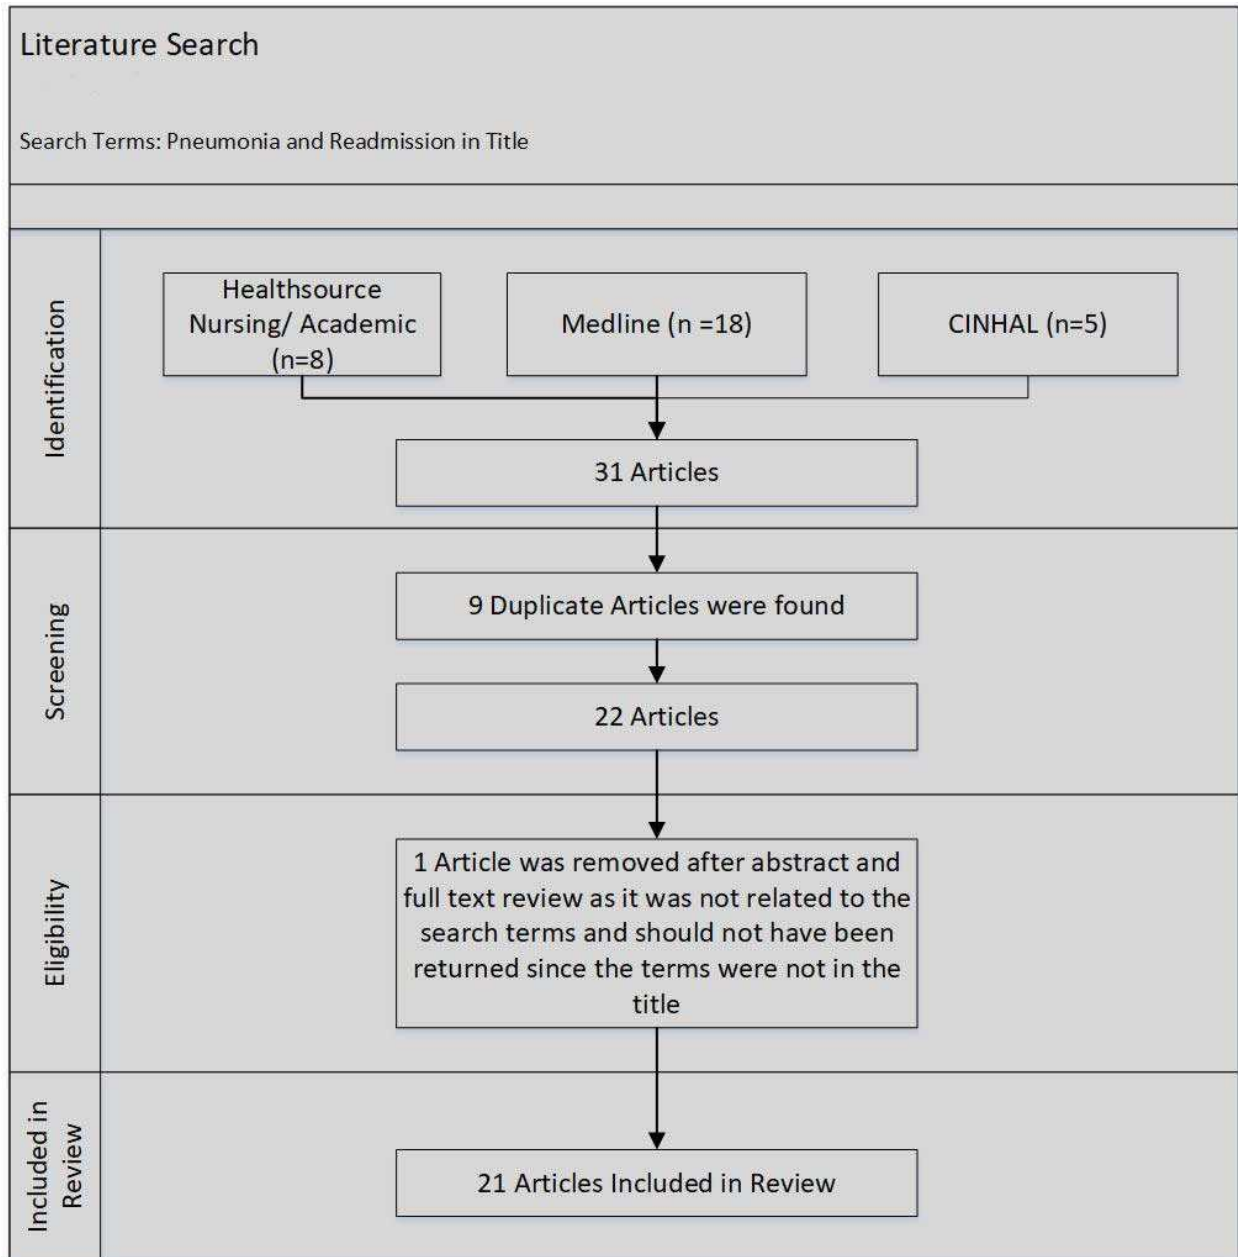 Literature Search
Search Terms: Pneumonia and Readmission in Title
Identification
Healthsource
Nursing/ Academic
(n=8)
Medline (n =18)
CINHAL (n=5)
31 Articles
Screening
9 Duplicate Articles were found
22 Articles
Eligibility
1 Article was removed after abstract and
full text review as it was not related to the
search terms and should not have been
returned since the terms were not in the
title
Included in
Review
21 Articles Included in Review